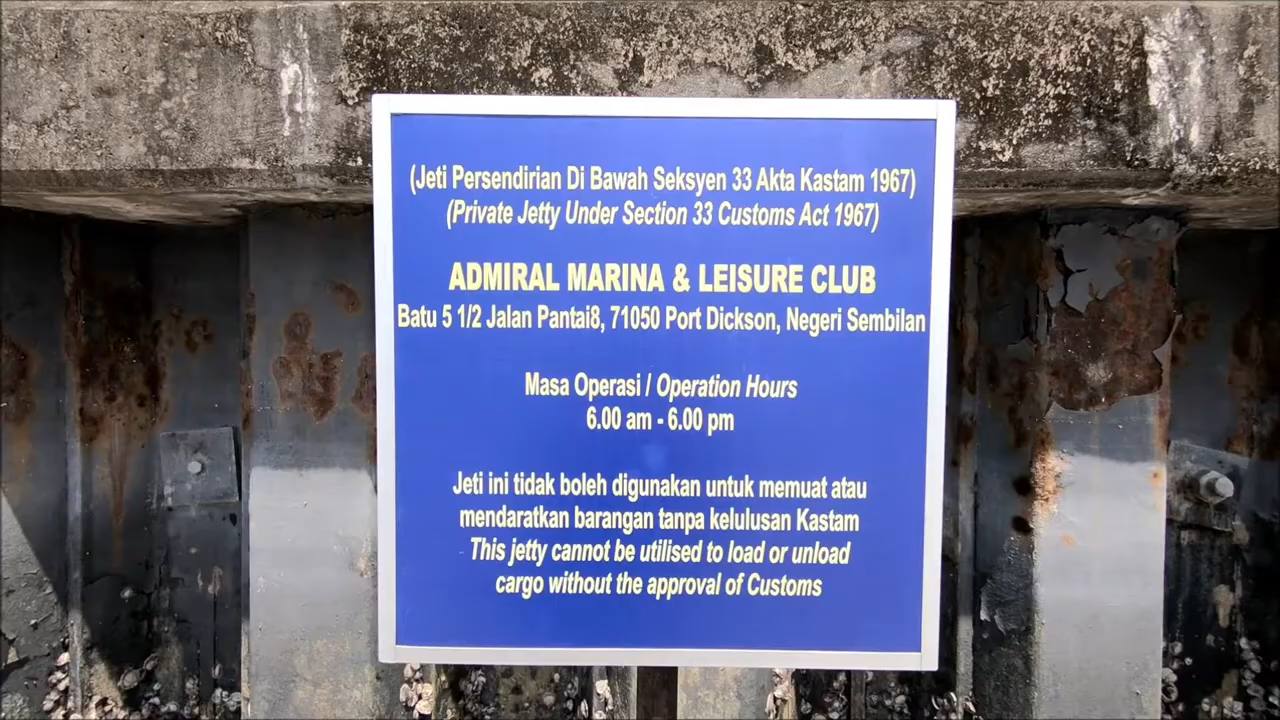 (Jeti Persendirian Di Bawah Seksyen 33 Akta Kastam 1967)
(Private Jetty Under Section 33 Customs Act 1967)
ADMIRAL MARINA & LEISURE CLUB
Batu 5 1/2 Jalan Pantai8, 71050 Port Dickson, Negeri Sembilan
Masa Operasi / Operation Hours
6.00 am - 6.00 pm
Jeti ini tidak boleh digunakan untuk memuat atau
mendaratkan barangan tanpa kelulusan Kastam
This jetty cannot be utilised to load or unload
cargo without the approval of Customs